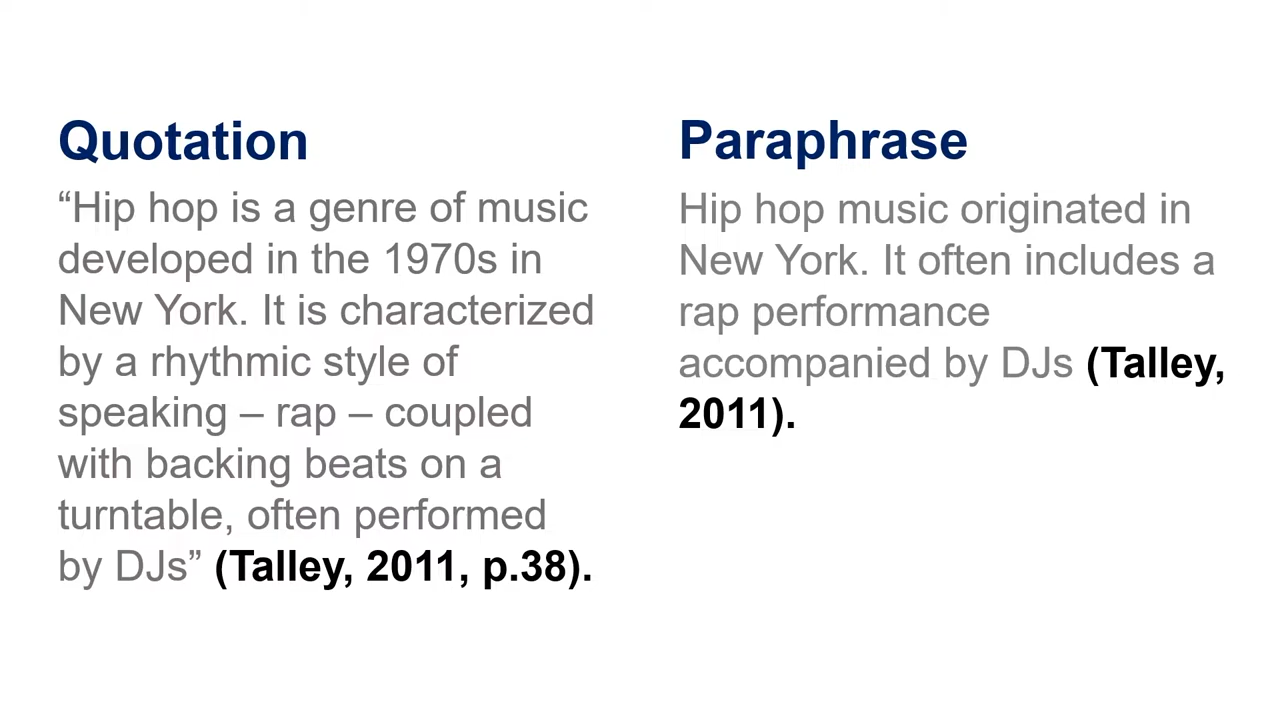 Quotation
“Hip hop is a genre of music
developed in the 1970s in
New York. It is characterized
by a rhythmic style of
speaking – rap – coupled
with backing beats on a
turntable, often performed
by DJs” (Talley, 2011, p.38).
Paraphrase
Hip hop music originated in
New York. It often includes a
rap performance
accompanied by DJs (Talley,
2011).